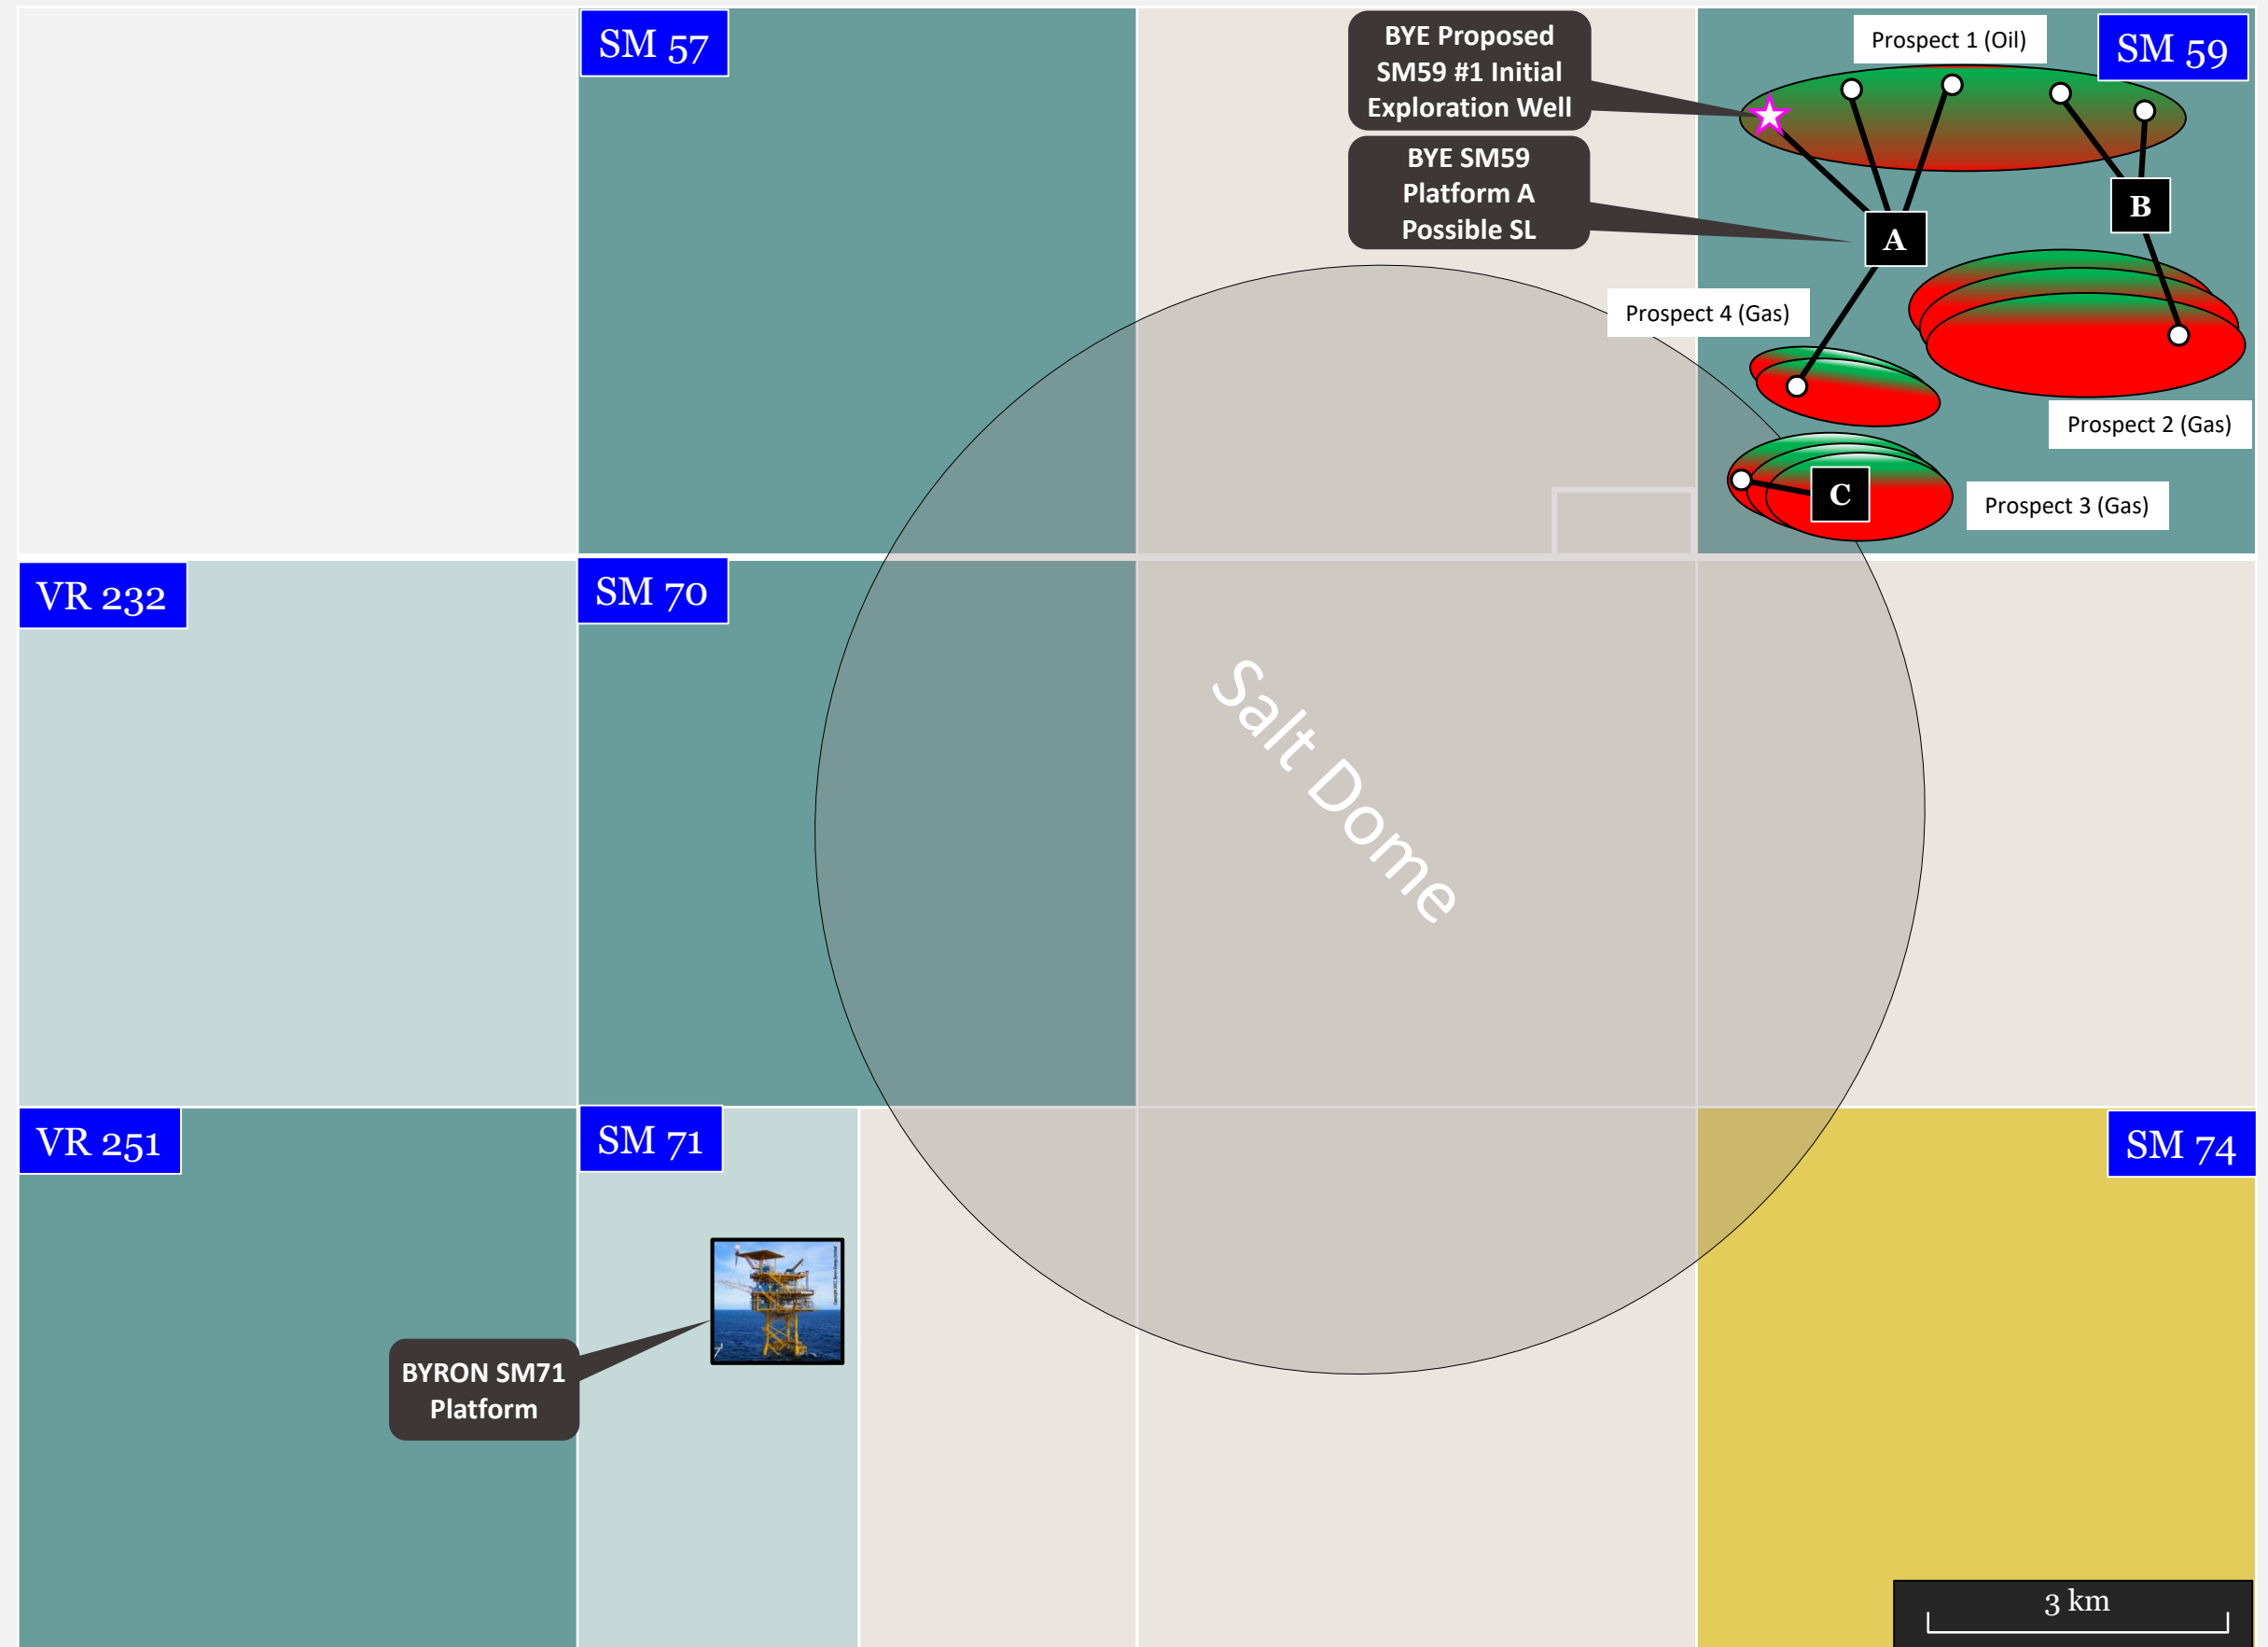 SM 57
BYE Proposed
SM59 #1 Initial
Exploration Well
Prospect 1 (Oil)
SM 59
BYE SM59
Platform A
Possible SL
B
A
Prospect 4 (Gas)
Prospect 2 (Gas)
C
Prospect 3 (Gas)
VR 232
SM 70
Salt Dome
VR 251
SM 71
SM 74
BYRON SM71
Platform
3 km